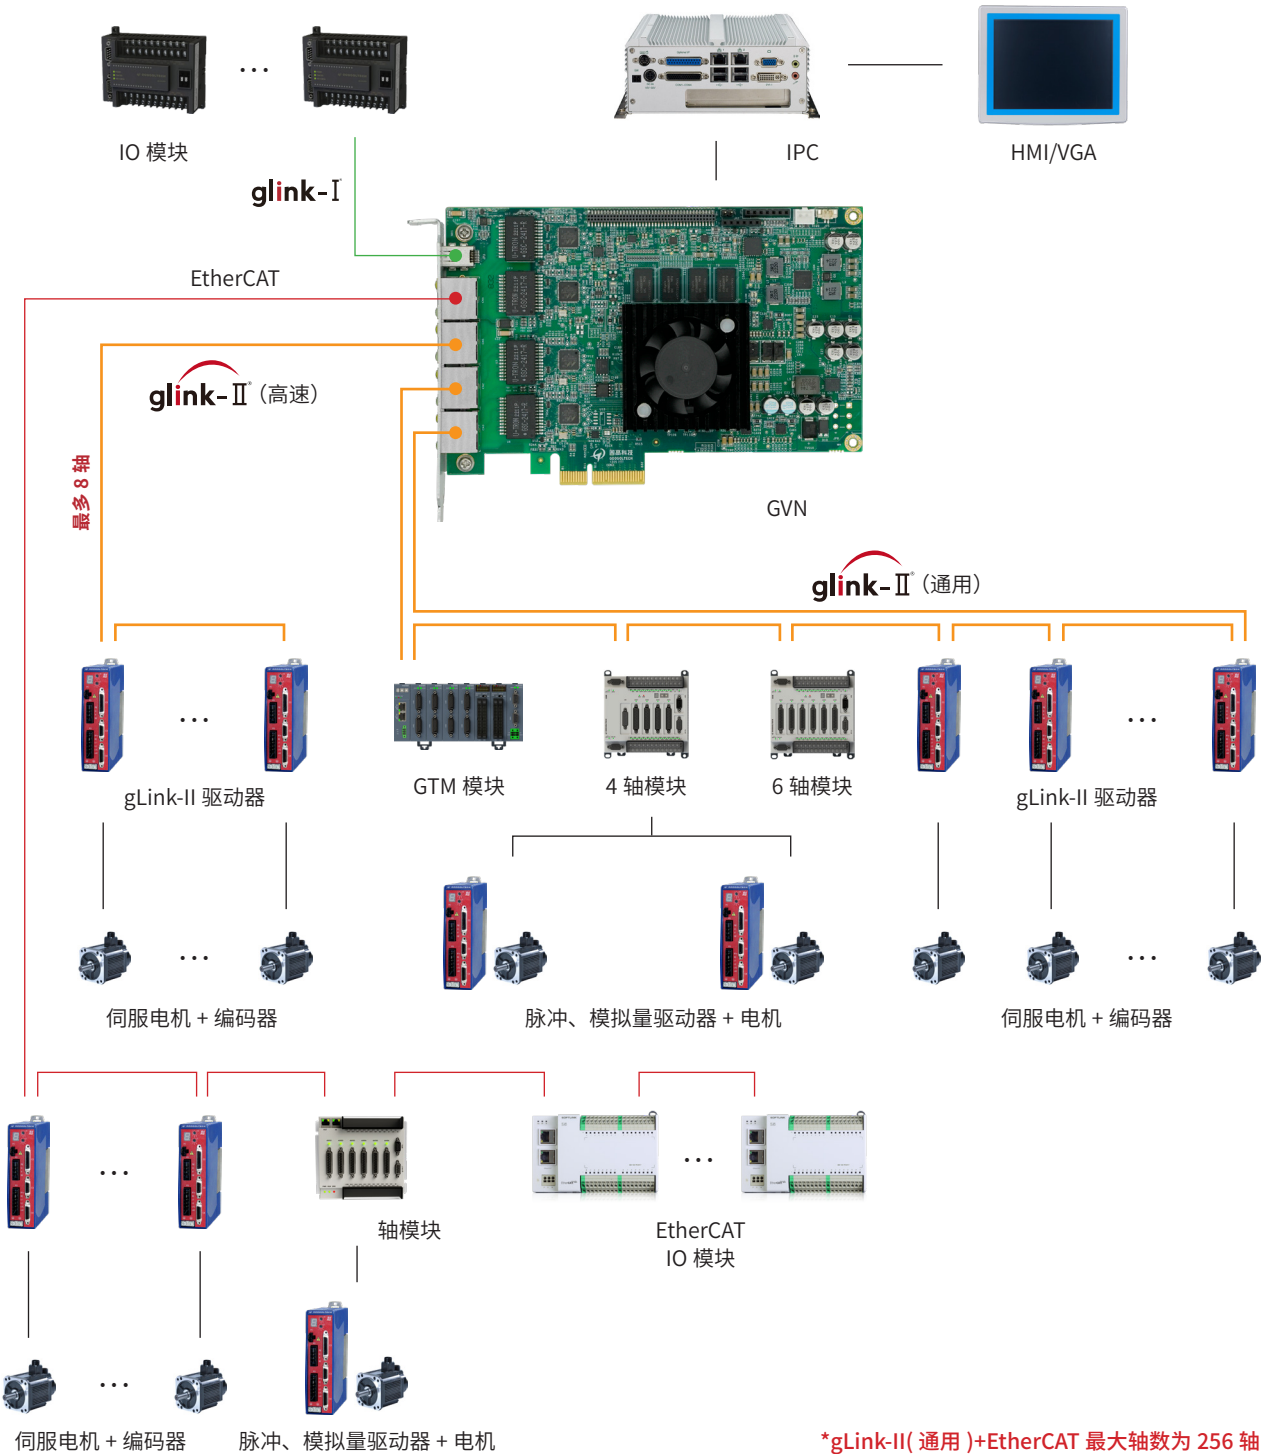 IO 模块
IPC
HMI/VGA
glink-I
EtherCAT
glink-II® (高速)
最多 8 轴
GVN
glink-II® (通用)
gLink-II 驱动器
GTM 模块
4 轴模块
6 轴模块
gLink-II 驱动器
伺服电机 + 编码器
脉冲、模拟量驱动器 + 电机
伺服电机 + 编码器
轴模块
EtherCAT
IO 模块
伺服电机 + 编码器
脉冲、模拟量驱动器 + 电机
*gLink-II( 通用 )+EtherCAT 最大轴数为 256 轴